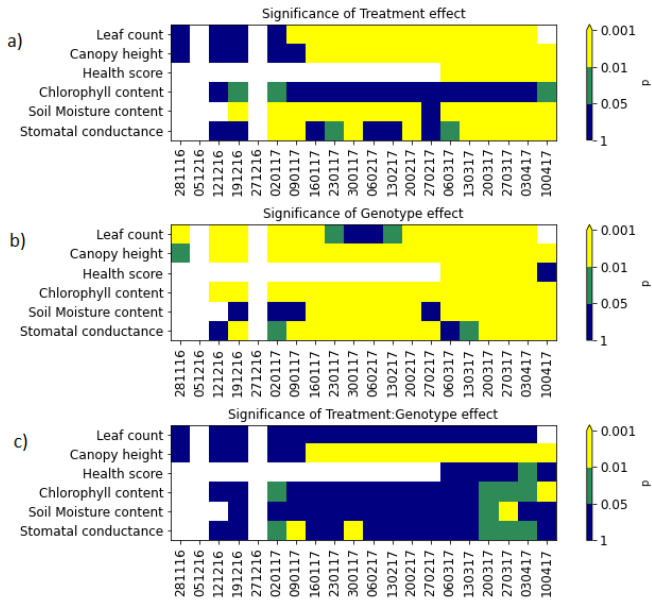 Significance of Treatment effect
a)
Leaf count
Canopy height
Health score
Chlorophyll content
Soil Moisture content
Stomatal conductance
0.001
0.01
0.05
1
p
281116
051216
121216
191216
271216
020117
090117
160117
230117
300117
060217
130217
200217
270217
060317
130317
200317
270317
030417
100417
Significance of Genotype effect
b)
Leaf count
Canopy height
Health score
Chlorophyll content
Soil Moisture content
Stomatal conductance
0.001
0.01
0.05
1
p
281116
051216
121216
191216
271216
020117
090117
160117
230117
300117
060217
130217
200217
270217
060317
130317
200317
270317
030417
100417
Significance of Treatment:Genotype effect
c)
Leaf count
Canopy height
Health score
Chlorophyll content
Soil Moisture content
Stomatal conductance
0.001
0.01
0.05
1
p
281116
051216
121216
191216
271216
020117
090117
160117
230117
300117
060217
130217
200217
270217
060317
130317
200317
270317
030417
100417